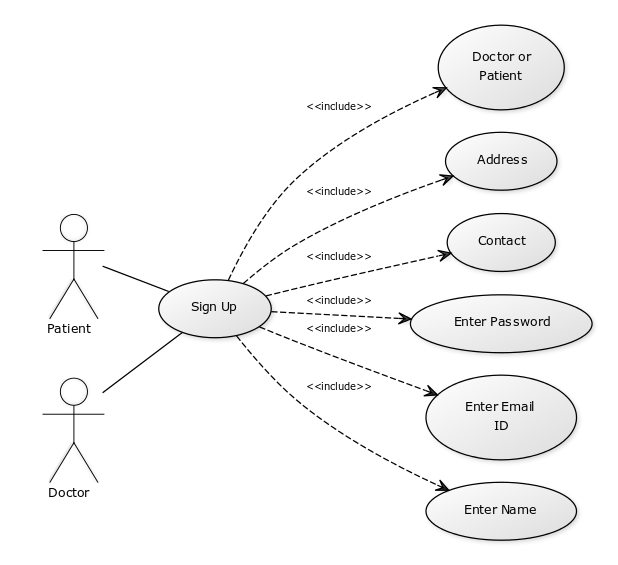 Doctor or
Patient
<<include>>
Address
<<include>>
Contact
<<include>>
Sign Up
<<include>>
Enter Password
Patient
<<include>>
Enter Email
ID
<<include>>
Doctor
Enter Name